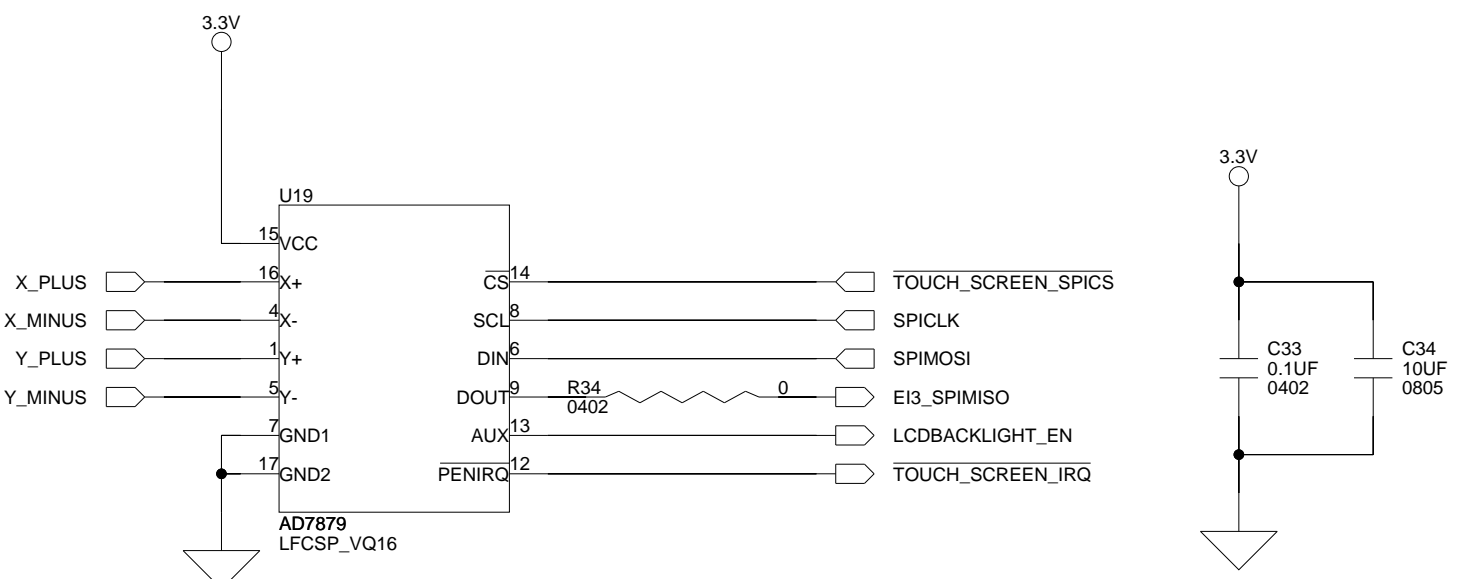 3.3V
U19
15 VCC
X_PLUS 16 X+
CS 14 TOUCH_SCREEN_SPICS
X_MINUS 4 X-
SCL 8 SPICLK
Y_PLUS 1 Y+
DIN 6 SPIMOSI
Y_MINUS 5 Y-
DOUT 9 R34 0 EI3_SPIMISO
0402
7 GND1
AUX 13 LCDBACKLIGHT_EN
17 GND2
PENIRQ 12 TOUCH_SCREEN_IRQ
AD7879
LFCSP_VQ16
3.3V
C33
0.1UF
0402
C34
10UF
0805